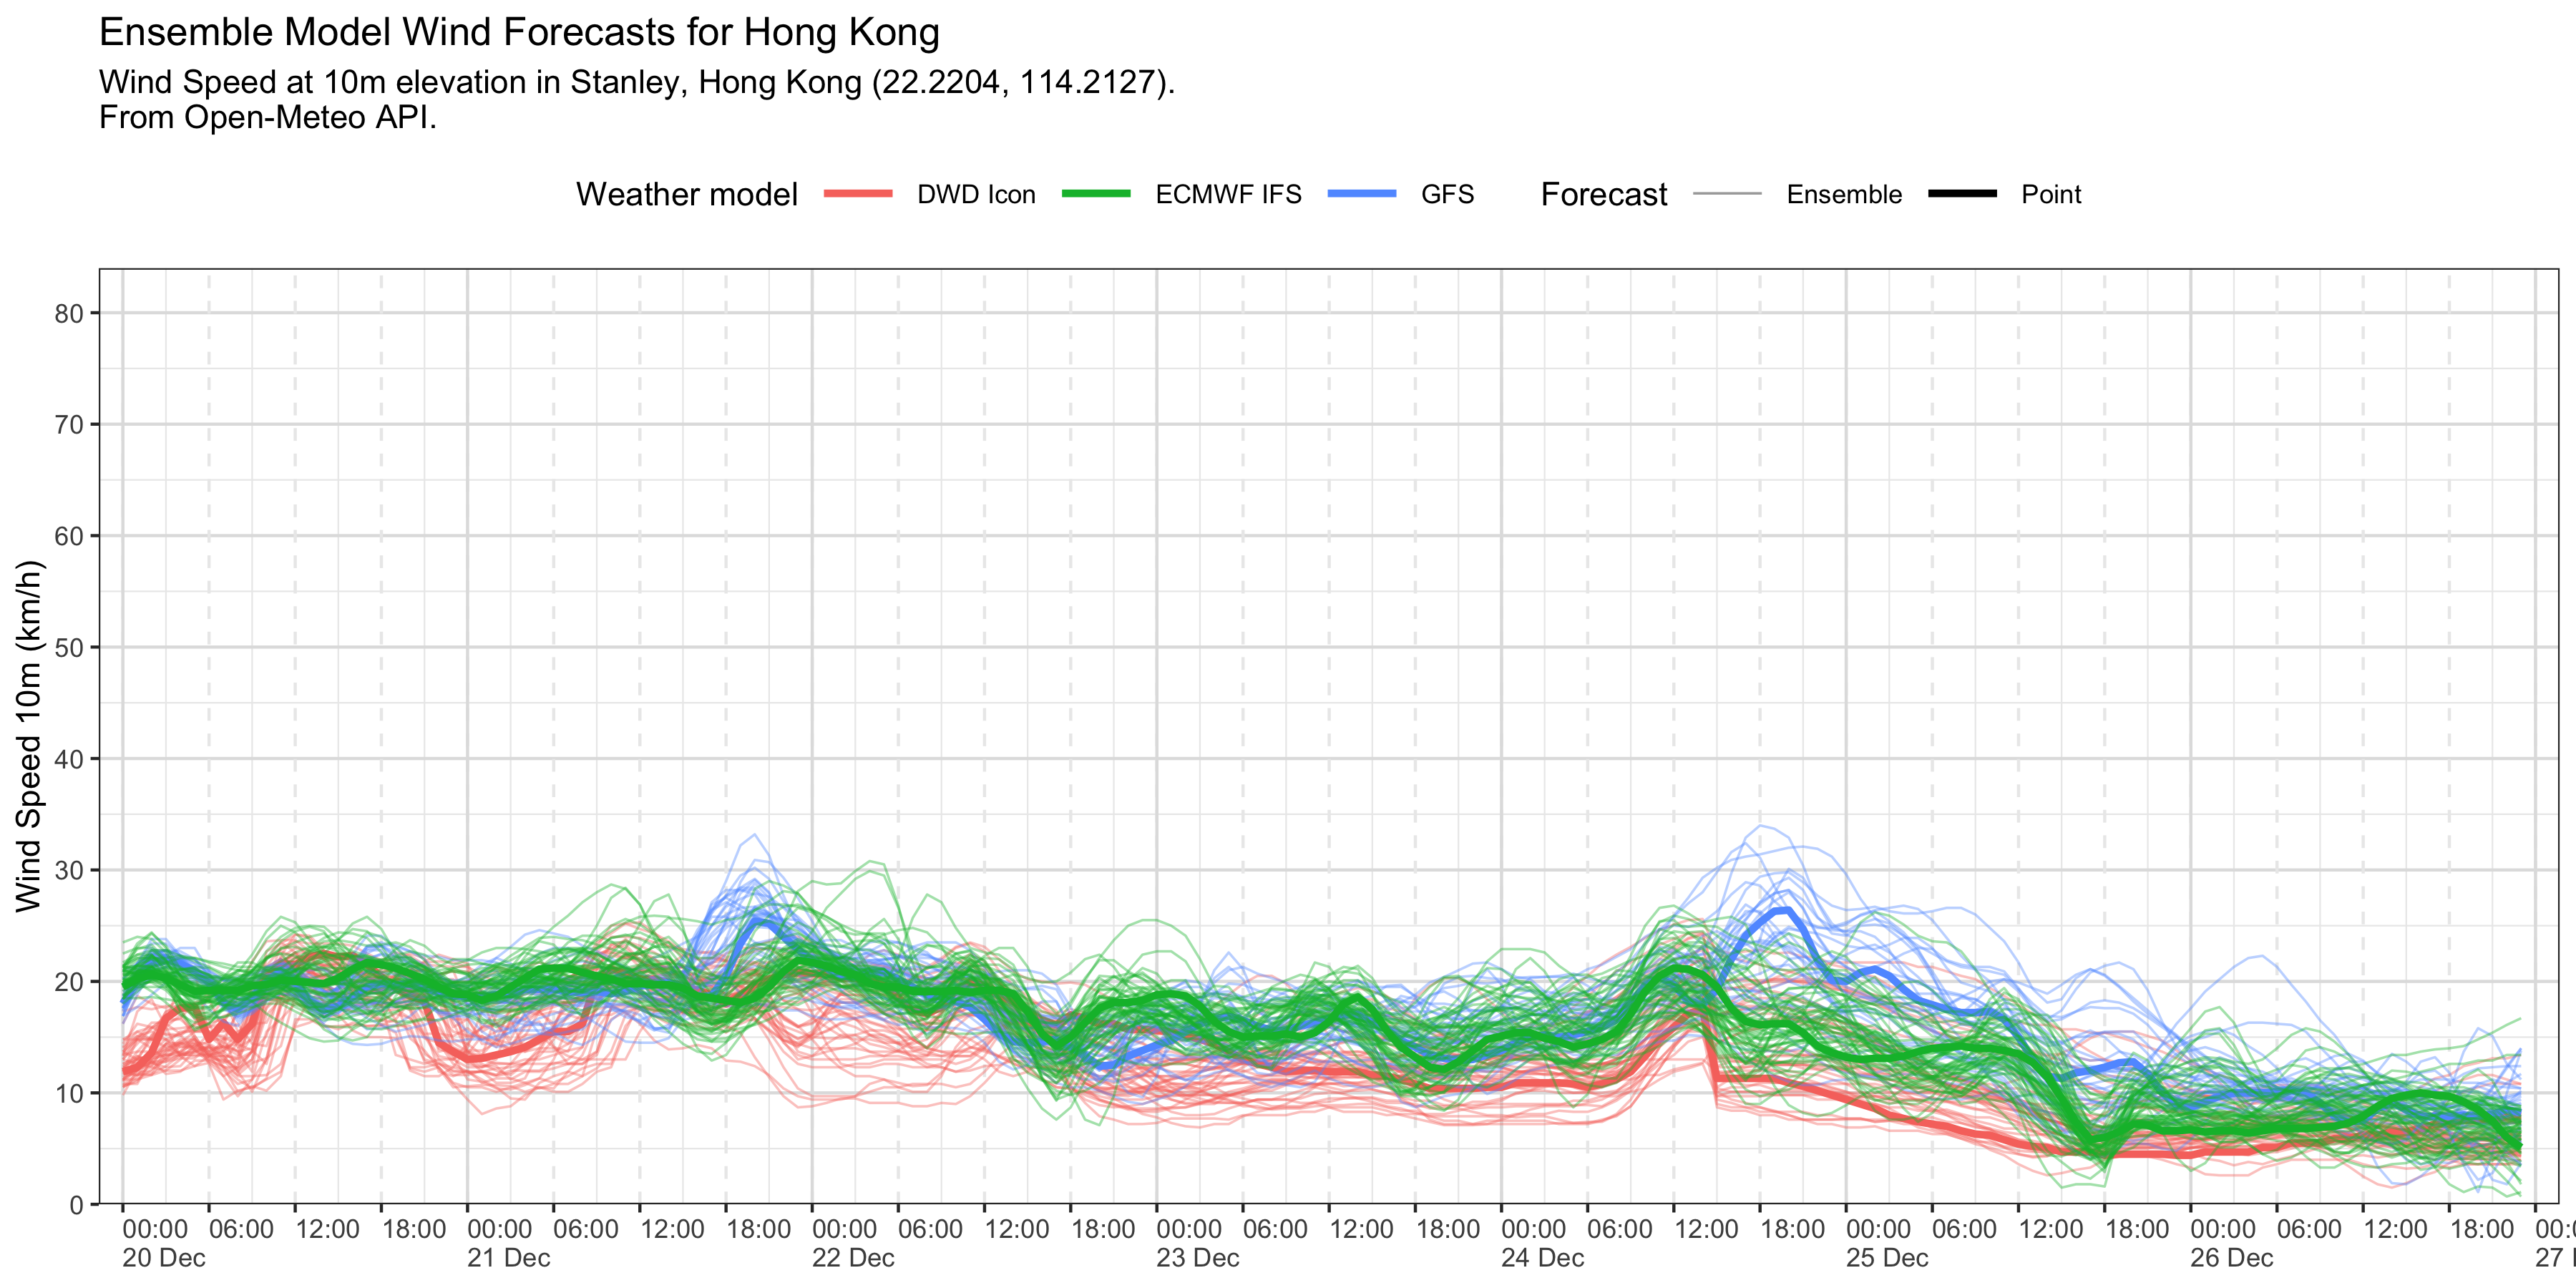 Ensemble Model Wind Forecasts for Hong Kong
Wind Speed at 10m elevation in Stanley, Hong Kong (22.2204, 114.2127).
From Open-Meteo API.
Weather model DWD Icon ECMWF IFS GFS Forecast Ensemble Point
Wind Speed 10m (km/h)
80
70
60
50
40
30
20
10
0
00:00 06:00 12:00 18:00 00:00 06:00 12:00 18:00 00:00 06:00 12:00 18:00 00:00 06:00 12:00 18:00 00:00 06:00 12:00 18:00 00:00 06:00 12:00 18:00 00:00 06:00 12:00 18:00
20 Dec 21 Dec 22 Dec 23 Dec 24 Dec 25 Dec 26 Dec 27